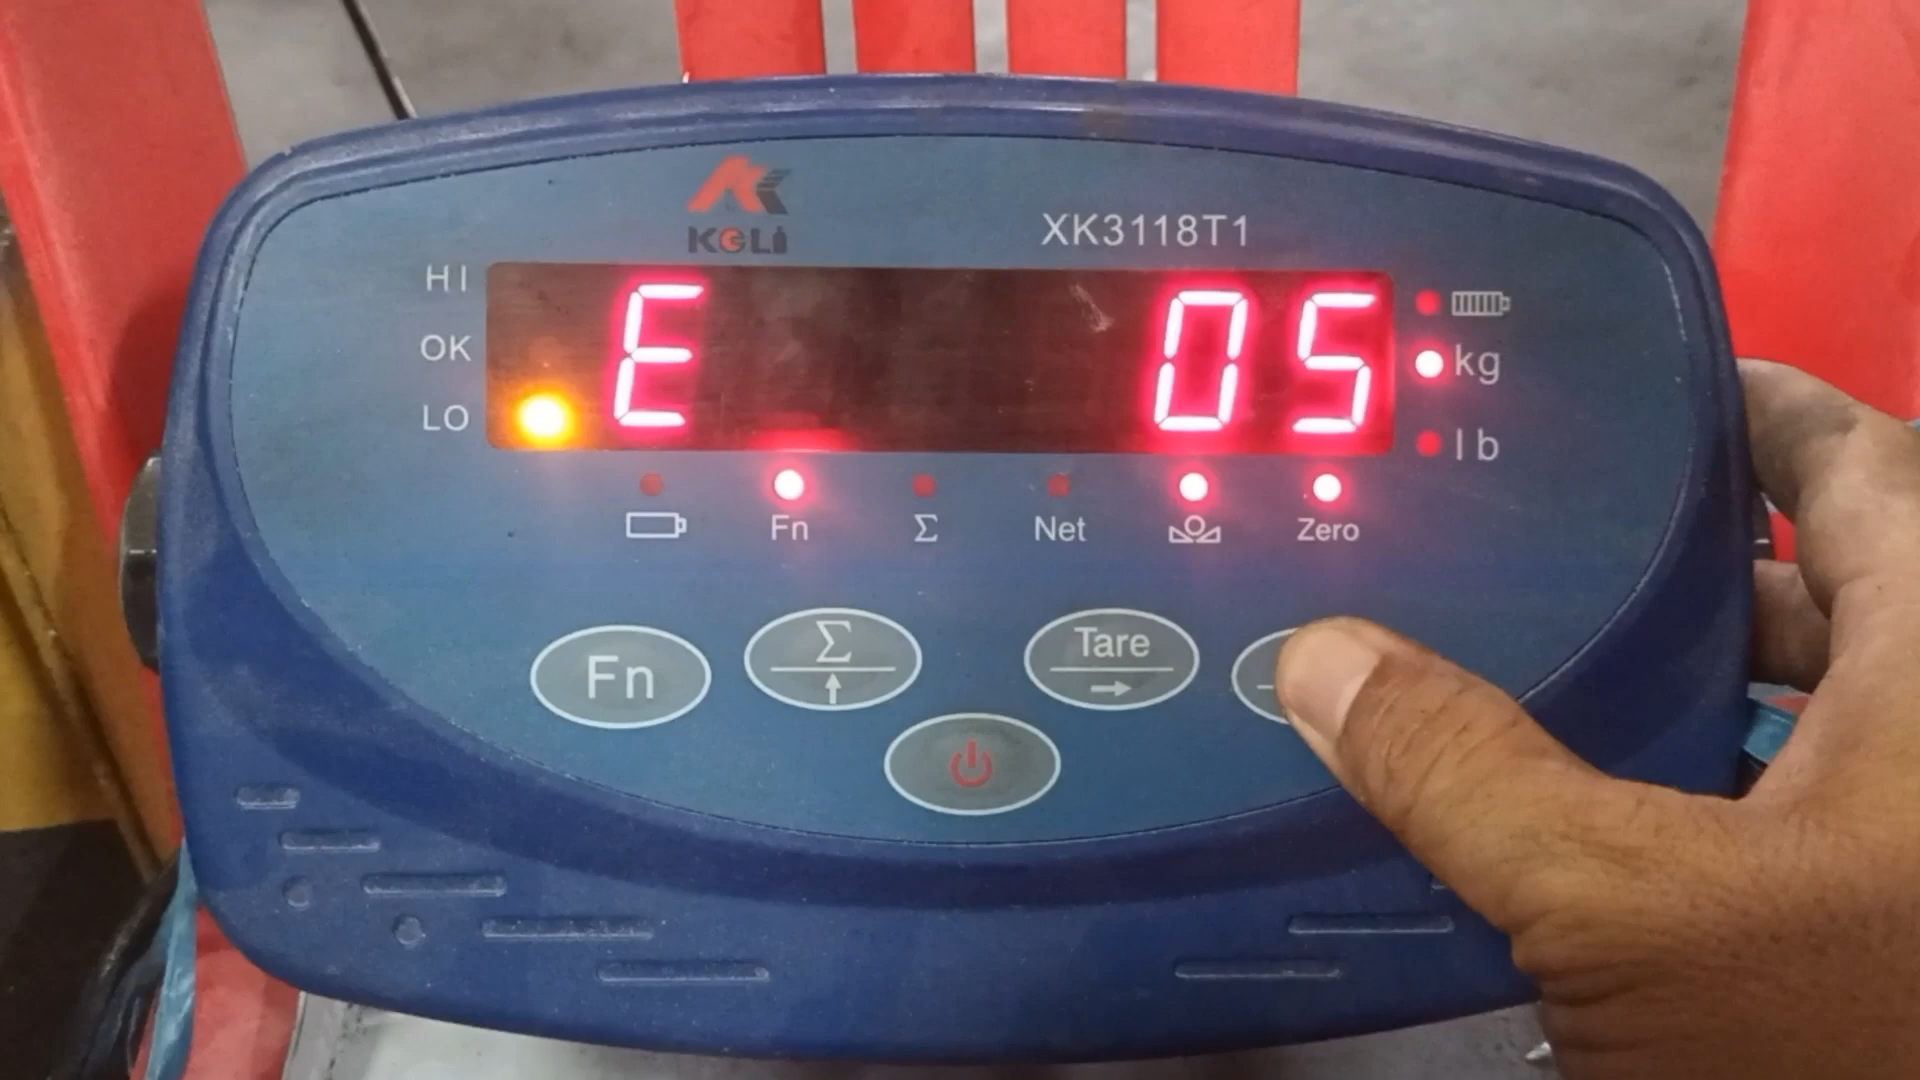 KELI
XK3118T1
HI
OK
LO
E 05
kg
lb
Fn
Σ
Net
Zero
Fn
Σ
Tare